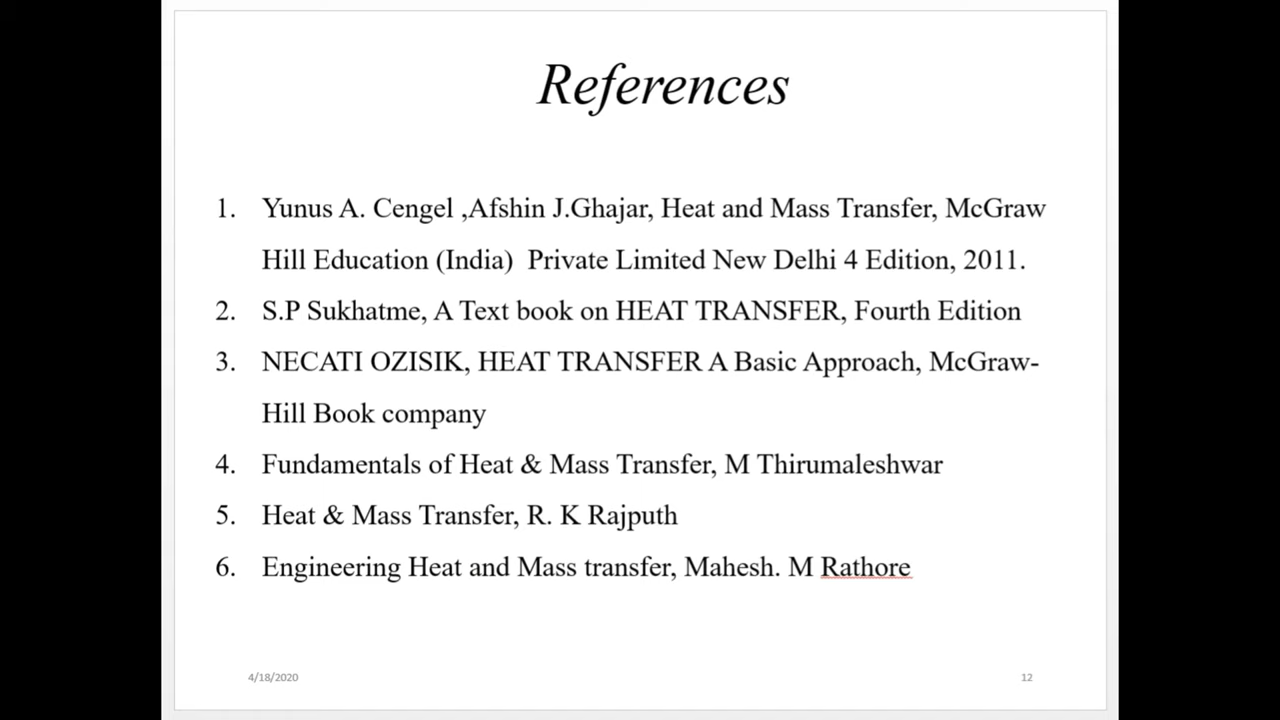 References
1. Yunus A. Cengel ,Afshin J.Ghajar, Heat and Mass Transfer, McGraw
Hill Education (India)  Private Limited New Delhi 4 Edition, 2011.
2. S.P Sukhatme, A Text book on HEAT TRANSFER, Fourth Edition
3. NECATI OZISIK, HEAT TRANSFER A Basic Approach, McGraw-
Hill Book company
4. Fundamentals of Heat & Mass Transfer, M Thirumaleshwar
5. Heat & Mass Transfer, R. K Rajputh
6. Engineering Heat and Mass transfer, Mahesh. M Rathore
4/18/2020 12